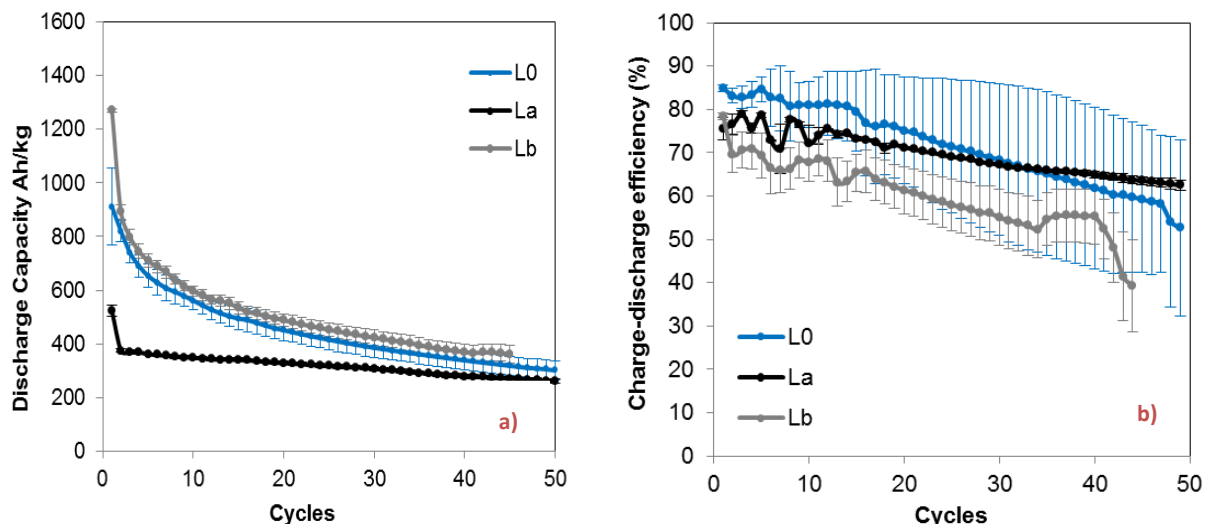 Discharge Capacity Ah/kg
1600
1400
1200
1000
800
600
400
200
0
0 10 20 30 40 50
Cycles
L0
La
Lb
a)
Charge-discharge efficiency (%)
100
90
80
70
60
50
40
30
20
10
0
0 10 20 30 40 50
Cycles
L0
La
Lb
b)